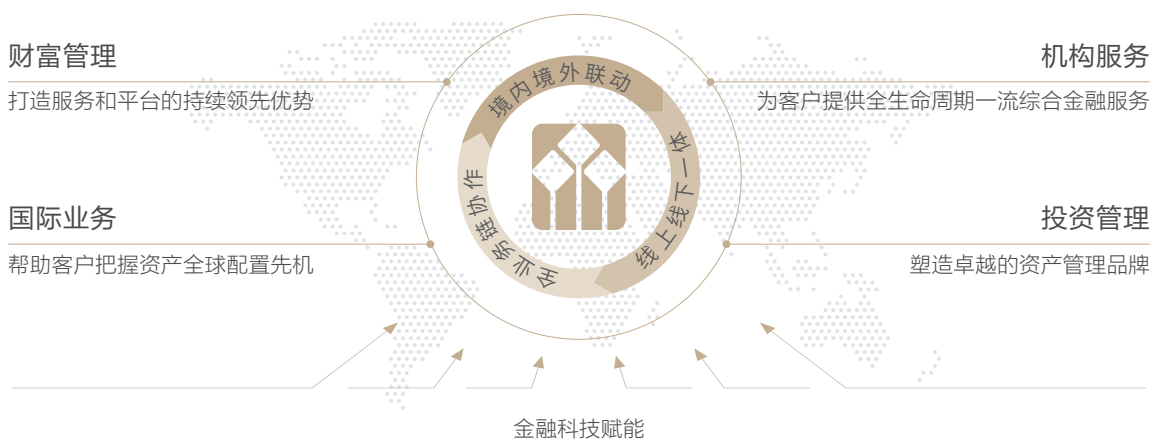 财富管理
打造服务和平台的持续领先优势
机构服务
为客户提供全生命周期一流综合金融服务
境内境外联动
线上线下一体
全业务链协作
国际业务
帮助客户把握资产全球配置先机
投资管理
塑造卓越的资产管理品牌
金融科技赋能